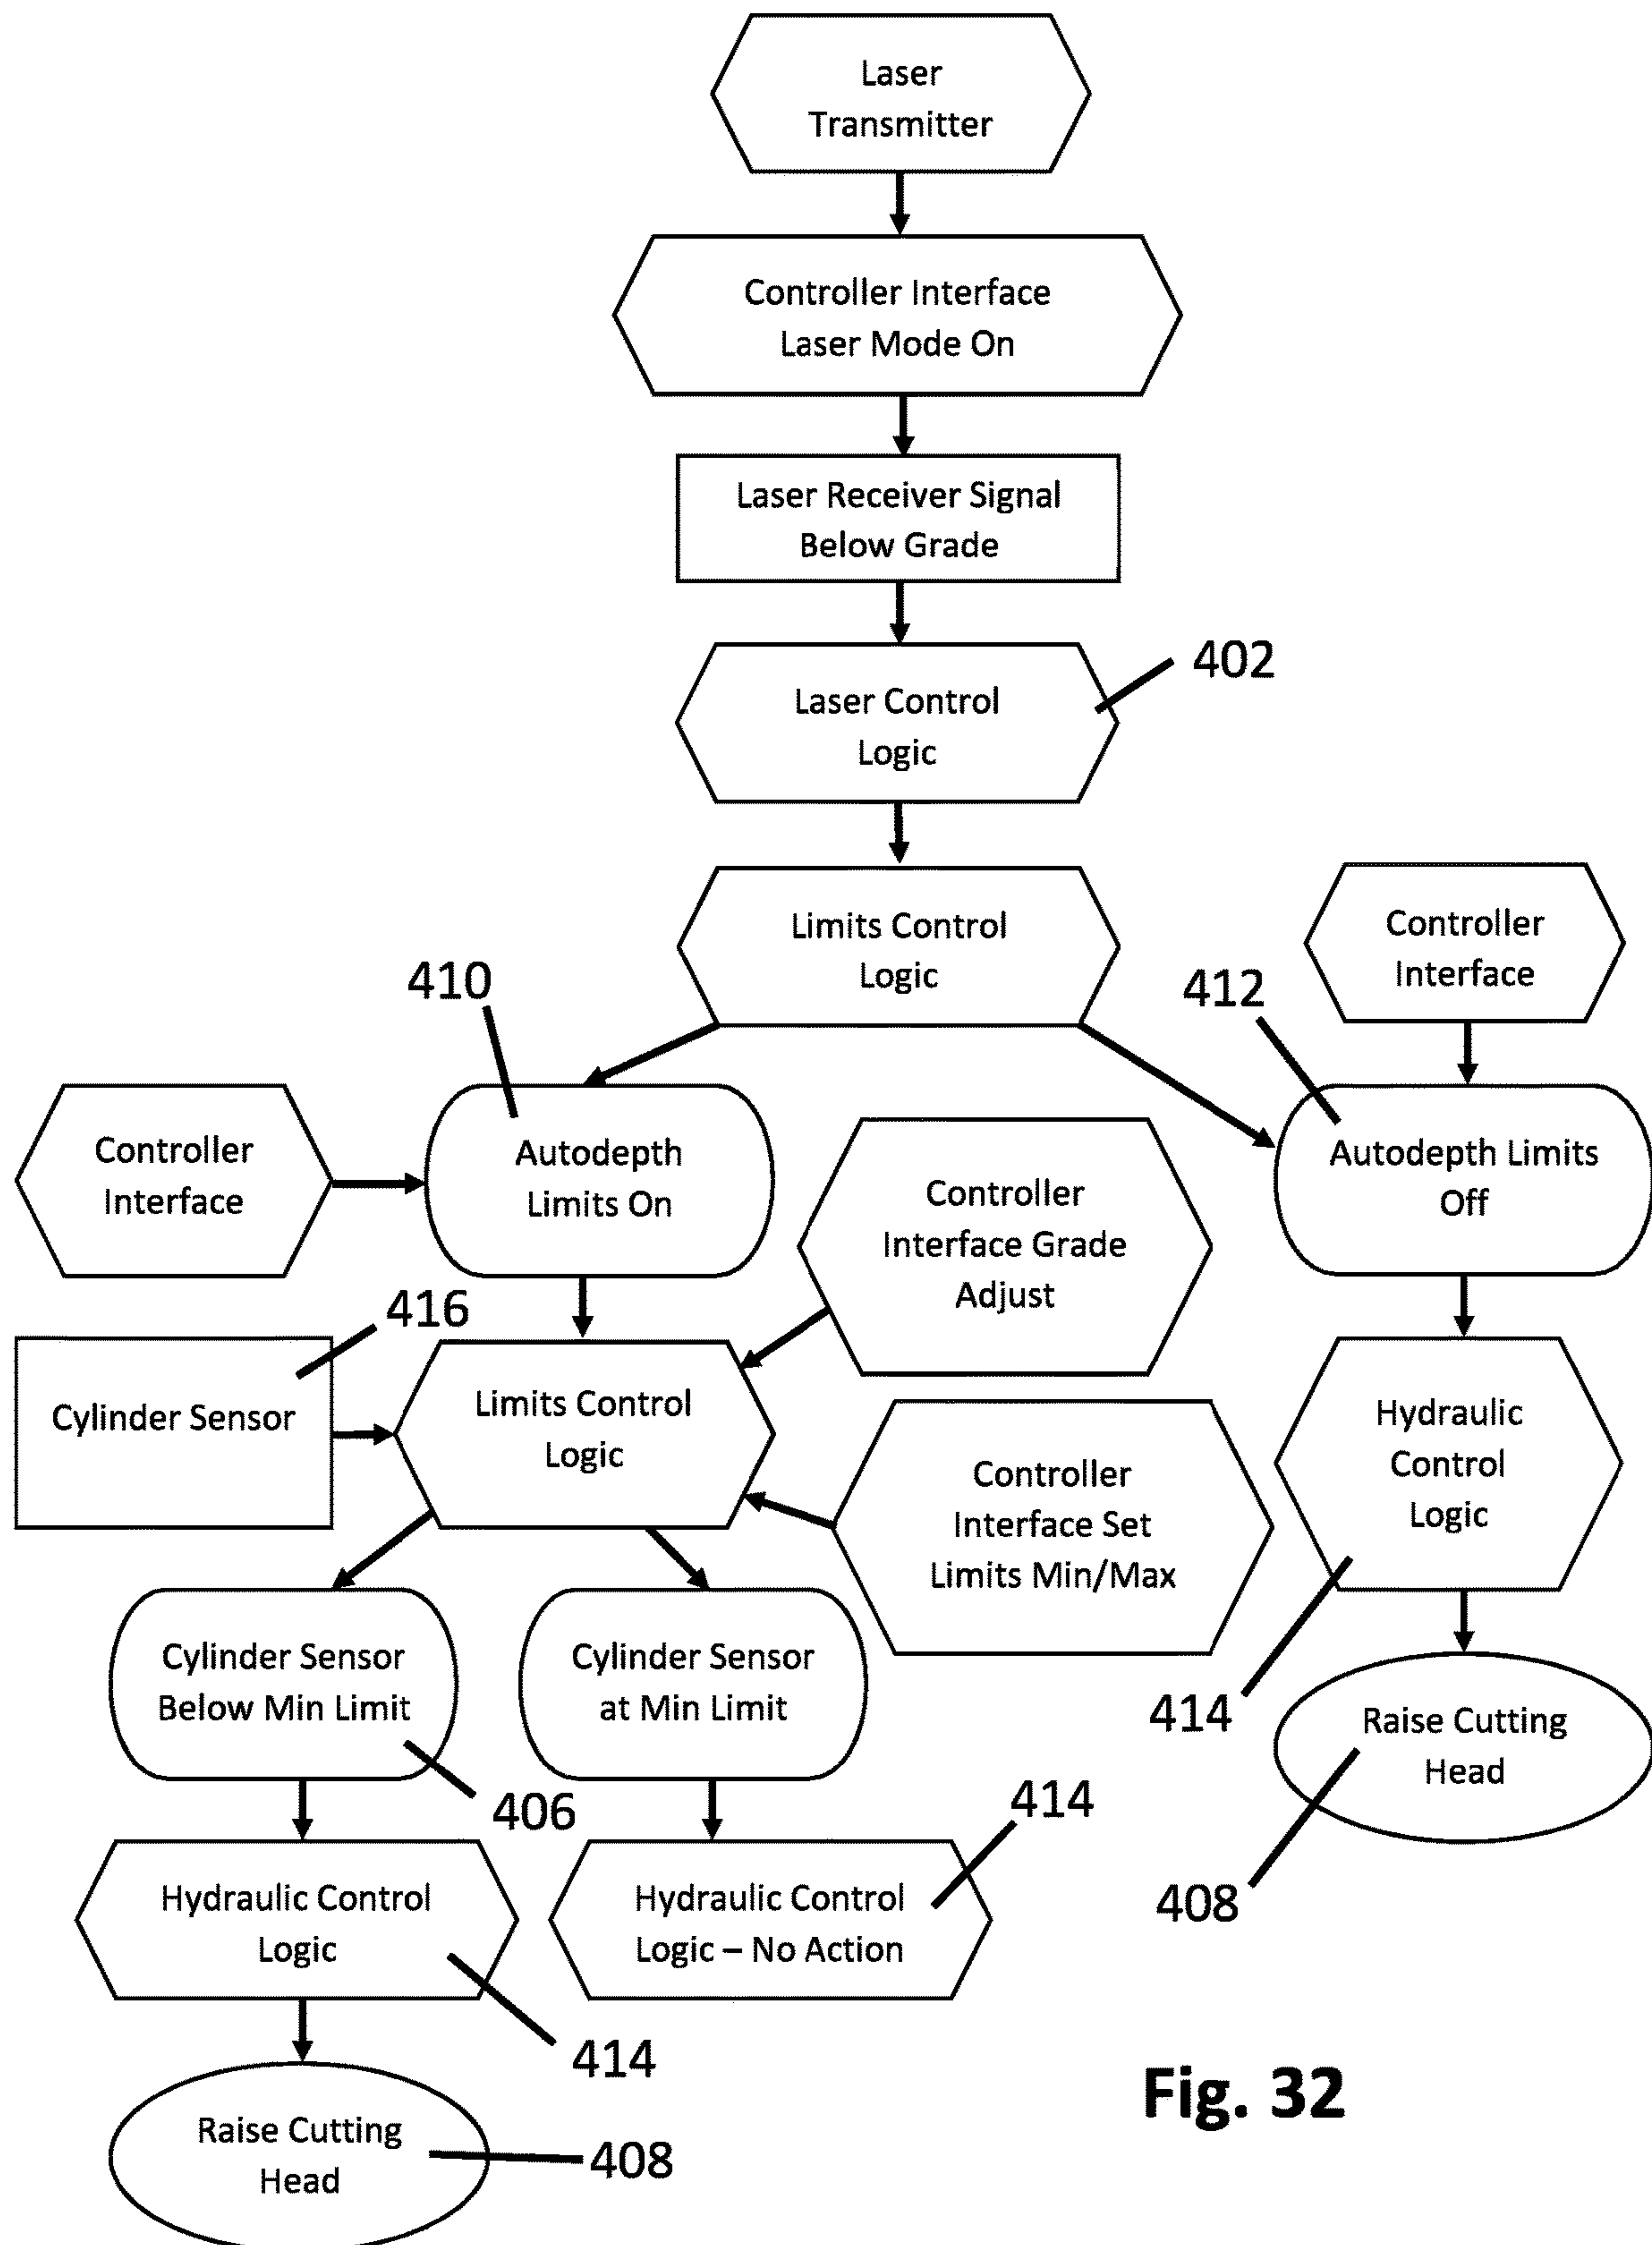 Laser
Transmitter
Controller Interface
Laser Mode On
Laser Receiver Signal
Below Grade
402
Laser Control
Logic
Limits Control
Logic
Controller
Interface
410
412
Controller
Interface
Autodepth
Limits On
Controller
Interface Grade
Adjust
Autodepth Limits
Off
416
Cylinder Sensor
Limits Control
Logic
Controller
Interface Set
Limits Min/Max
Hydraulic
Control
Logic
414
Cylinder Sensor
Below Min Limit
Cylinder Sensor
at Min Limit
Raise Cutting
Head
406
414
408
Hydraulic Control
Logic
Hydraulic Control
Logic – No Action
414
Raise Cutting
Head
408
Fig. 32